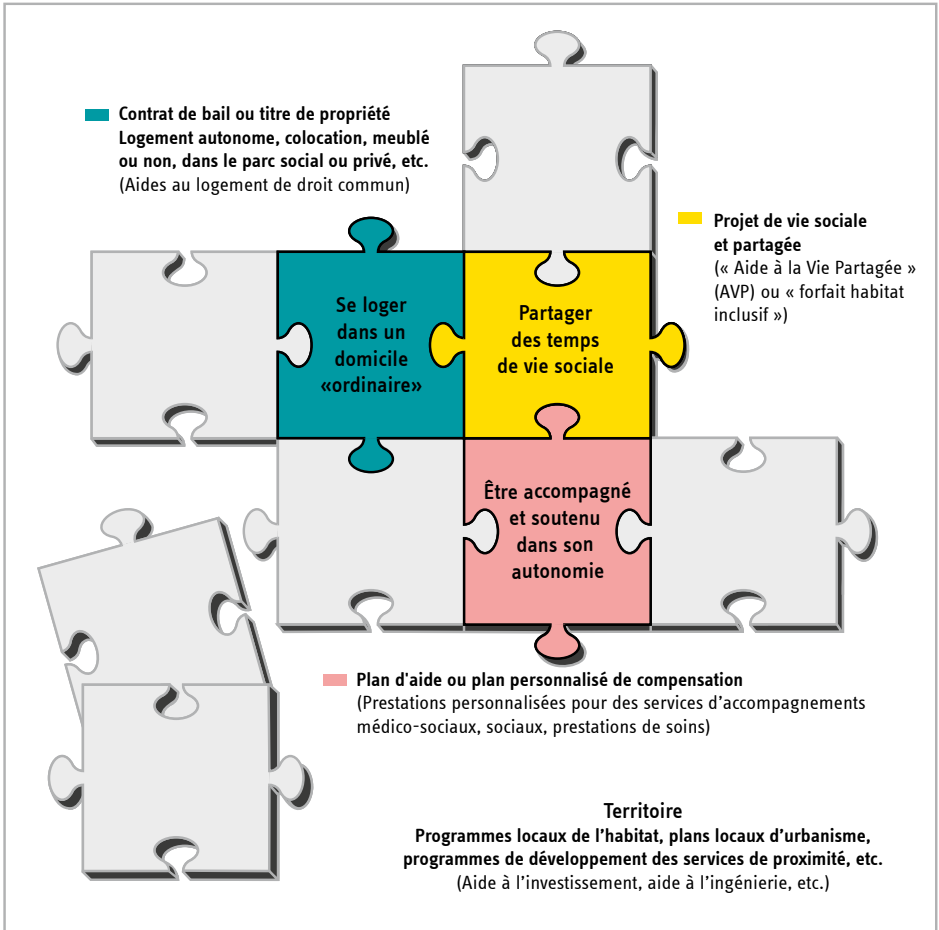 Contrat de bail ou titre de propriété
Logement autonome, colocation, meublé
ou non, dans le parc social ou privé, etc.
(Aides au logement de droit commun)
Projet de vie sociale
et partagée
(« Aide à la Vie Partagée »
(AVP) ou « forfait habitat
inclusif »)
Se loger
dans un
domicile
«ordinaire»
Partager
des temps
de vie sociale
Être accompagné
et soutenu
dans son
autonomie
Plan d'aide ou plan personnalisé de compensation
(Prestations personnalisées pour des services d’accompagnements
médico-sociaux, sociaux, prestations de soins)
Territoire
Programmes locaux de l’habitat, plans locaux d’urbanisme,
programmes de développement des services de proximité, etc.
(Aide à l’investissement, aide à l’ingénierie, etc.)